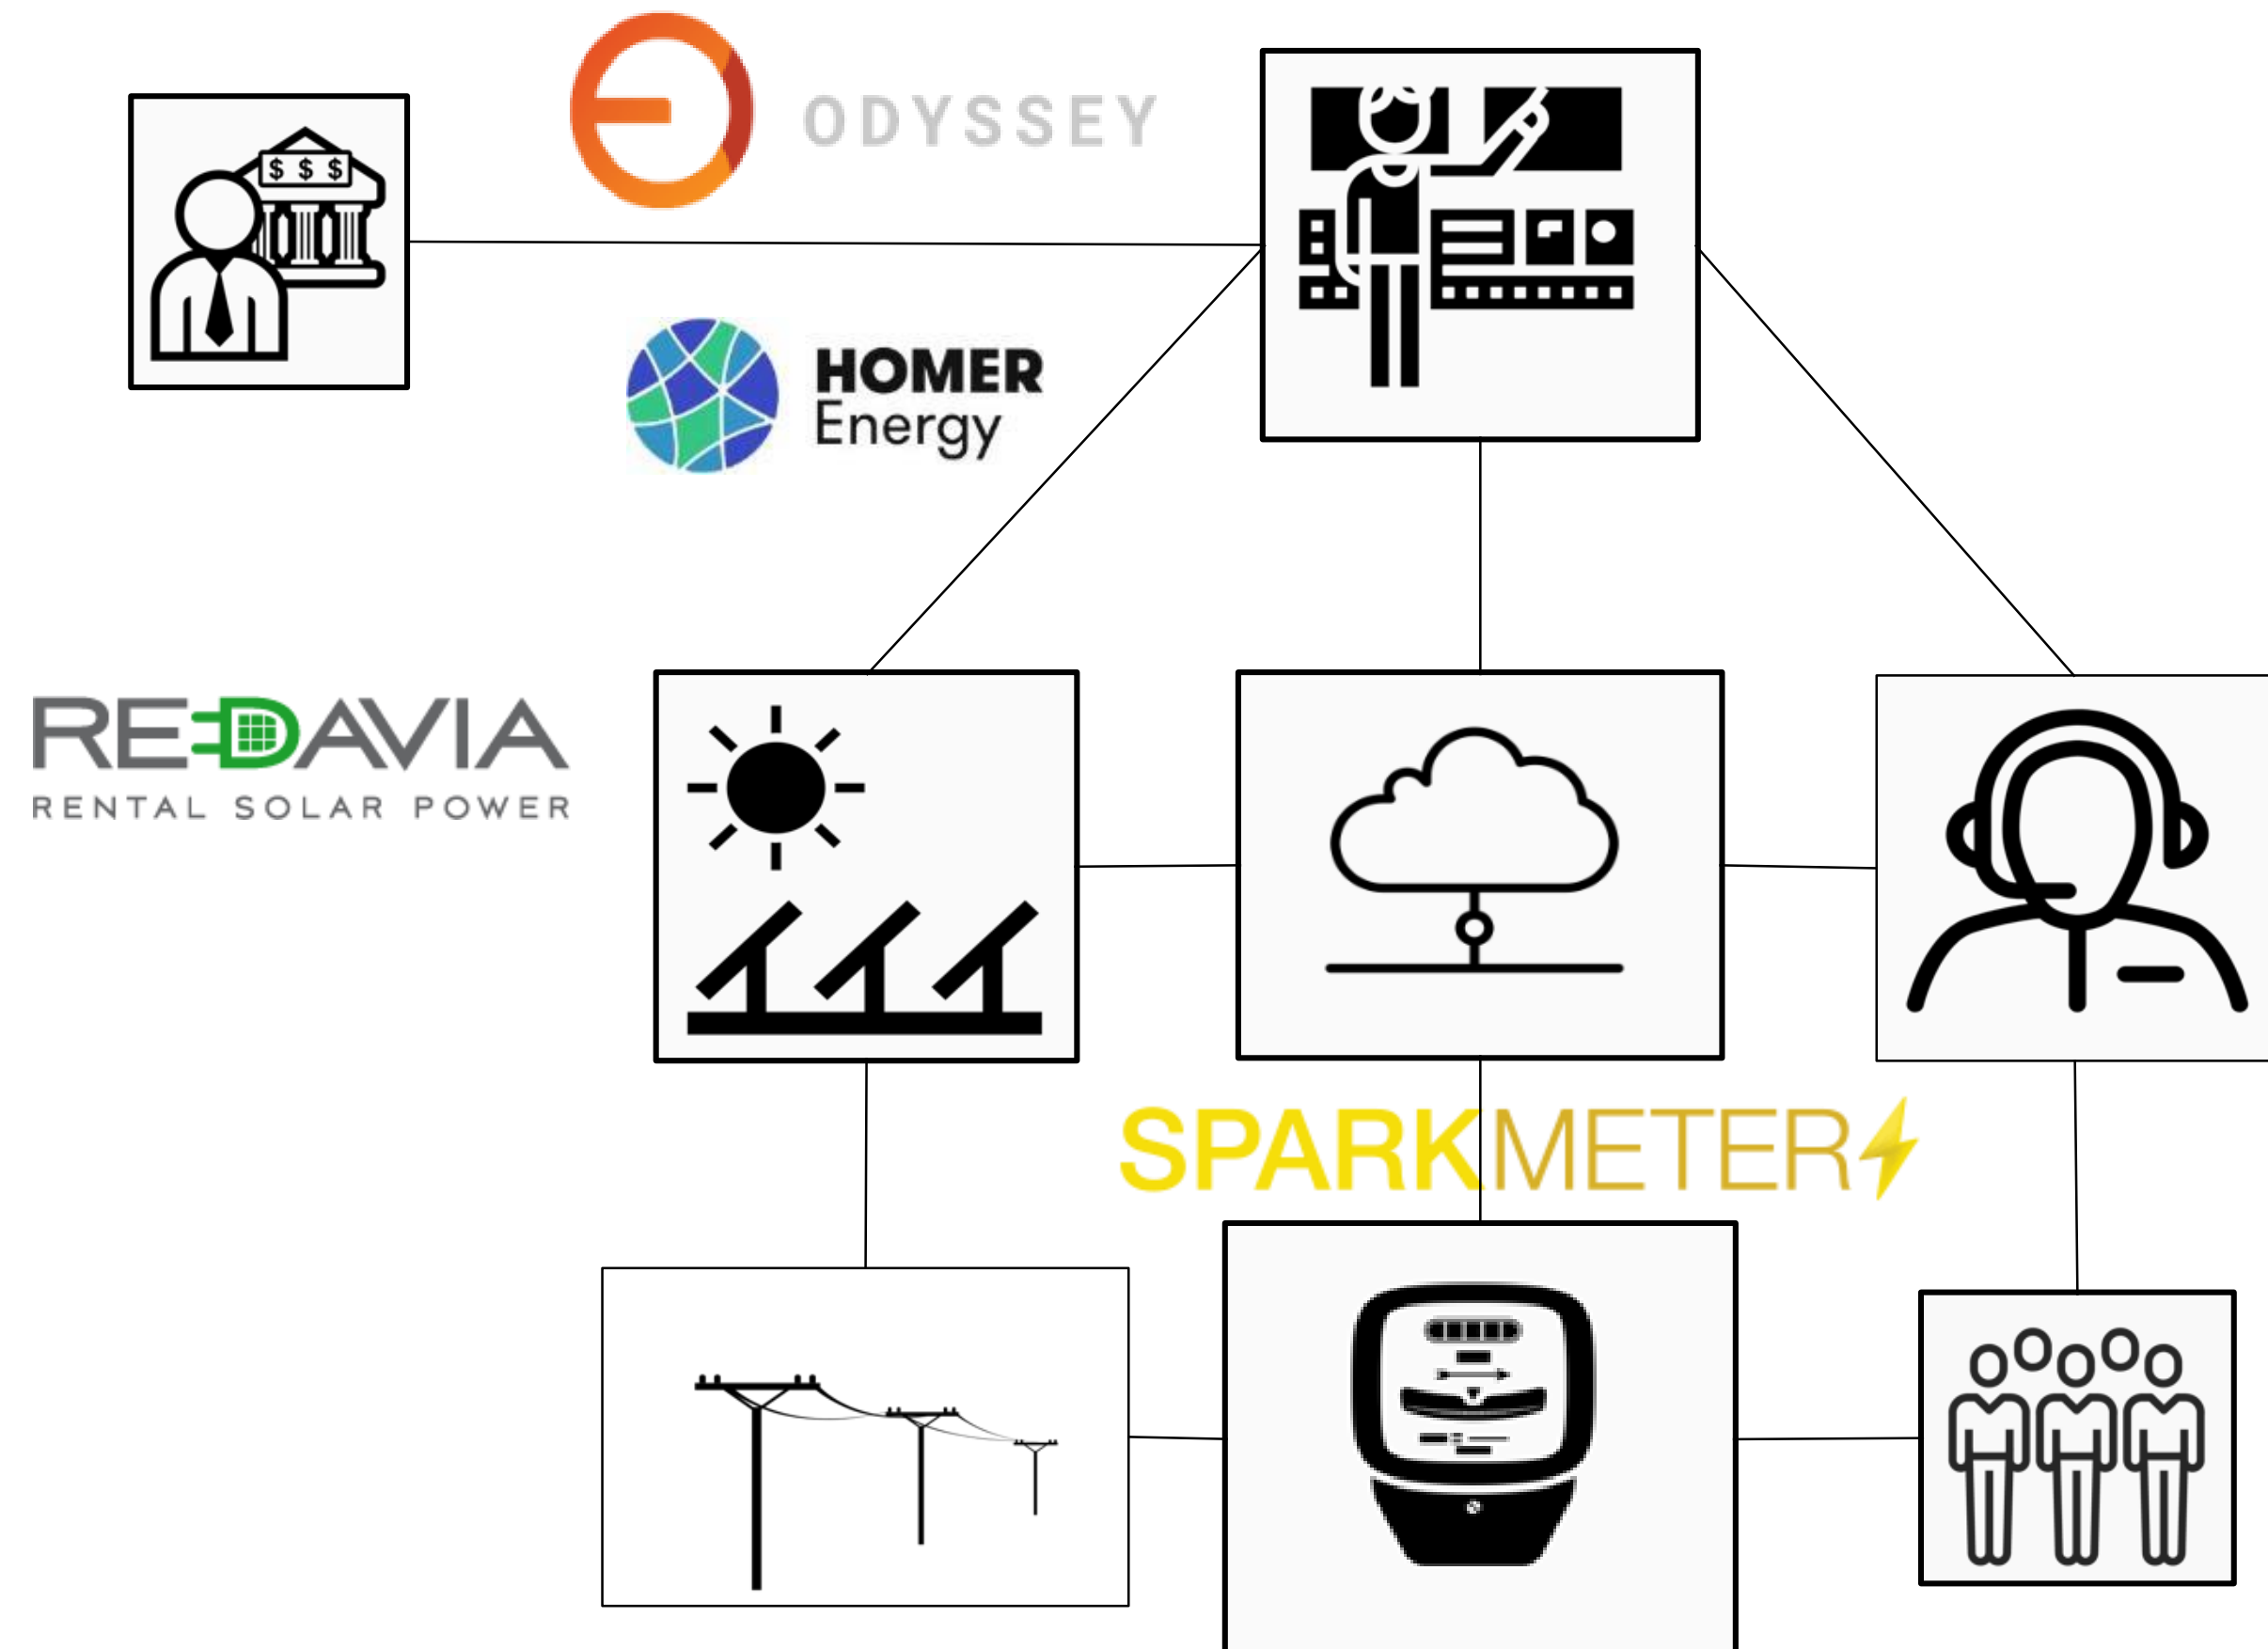 ODYSSEY
$ $ $
HOMER
Energy
REDAVIA
RENTAL SOLAR POWER
SPARKMETER